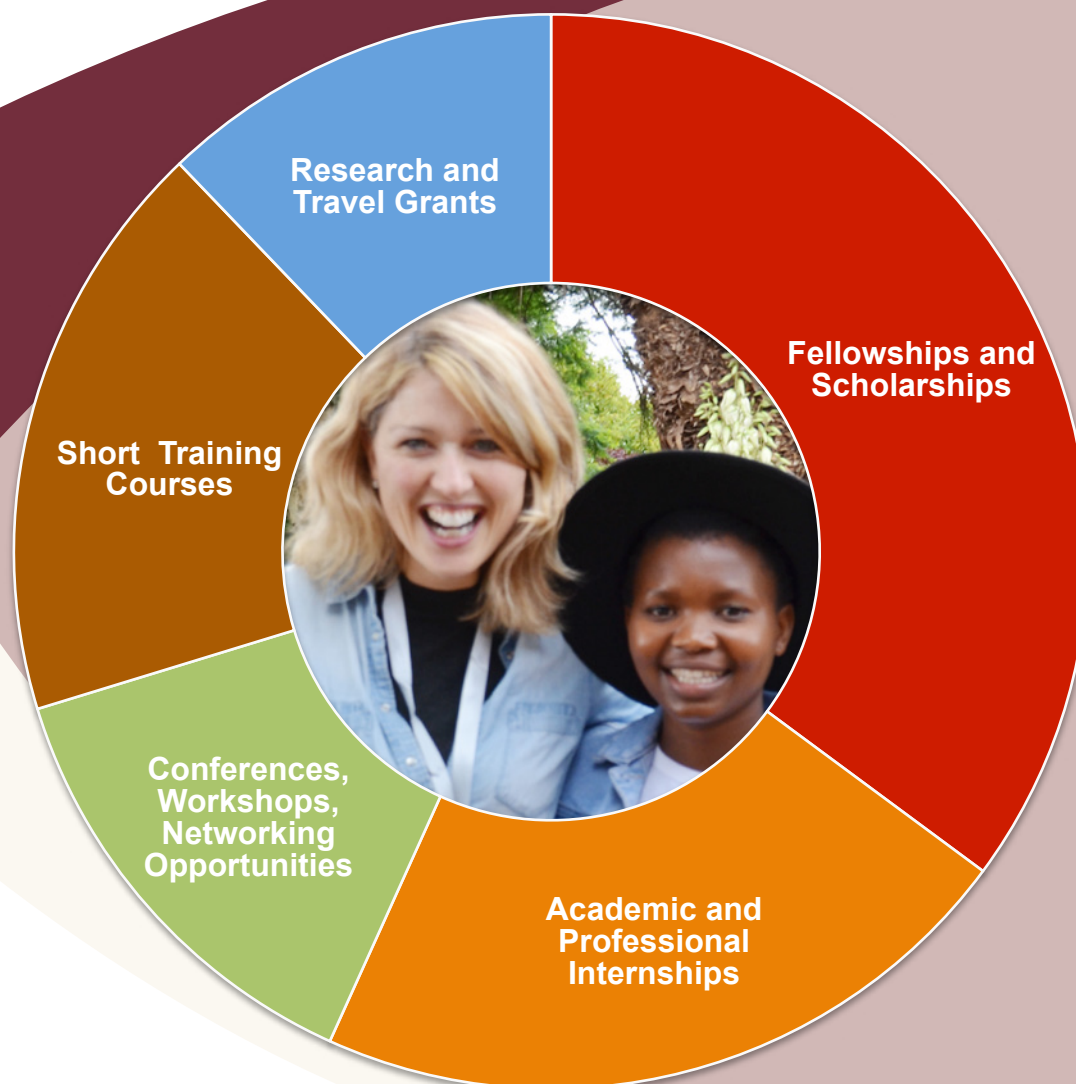 Research and
Travel Grants
Fellowships and
Scholarships
Short  Training
Courses
Conferences,
Workshops,
Networking
Opportunities
Academic and
Professional
Internships